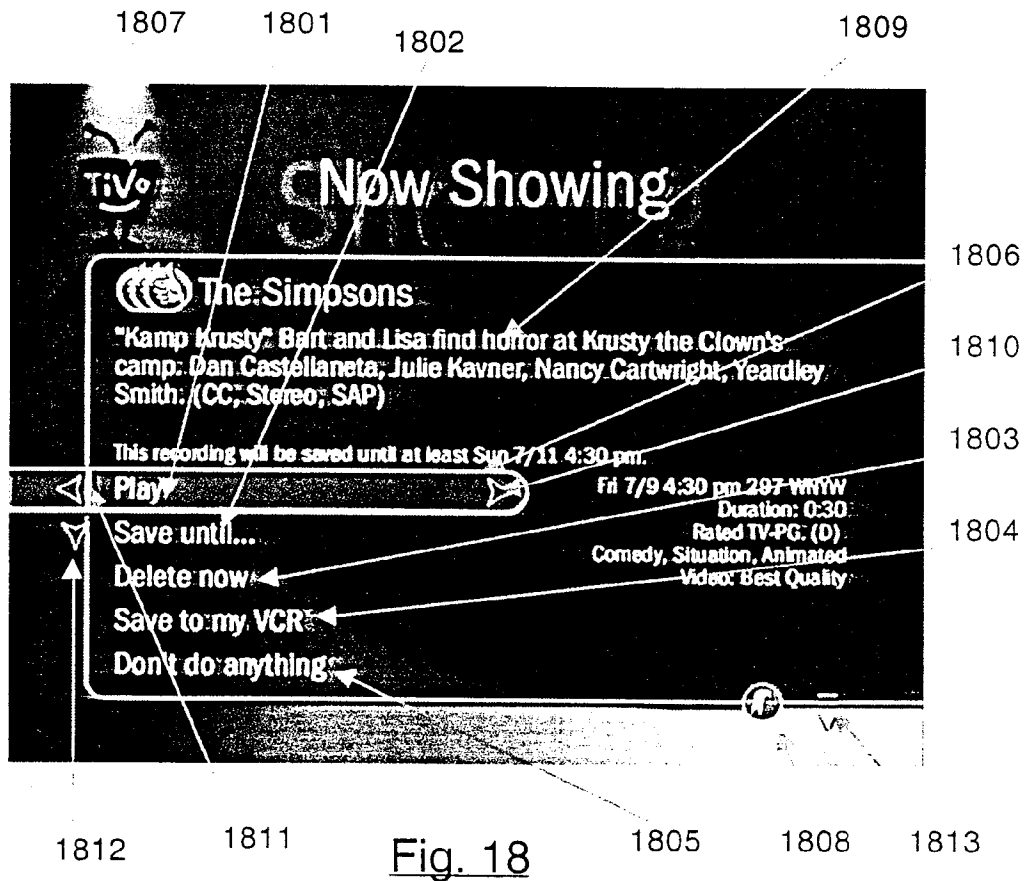 1807
1801
1802
1809
TiVo
Now Showing
1806
The Simpsons
"Kamp Krusty" Bart and Lisa find horror at Krusty the Clown's
camp. Dan Castellaneta, Julie Kavner, Nancy Cartwright, Yeardley
Smith. (CC, Stereo, SAP)
1810
This recording will be saved until at least Sun 7/11 4:30 pm.
1803
Play
Fri 7/9 4:30 pm 297 WNYW
Save until...
Duration: 0:30
Rated TV-PG. (D)
1804
Comedy, Situation, Animated
Delete now
Video: Best Quality
Save to my VCR
Don't do anything
1812
1811
Fig. 18
1805
1808
1813